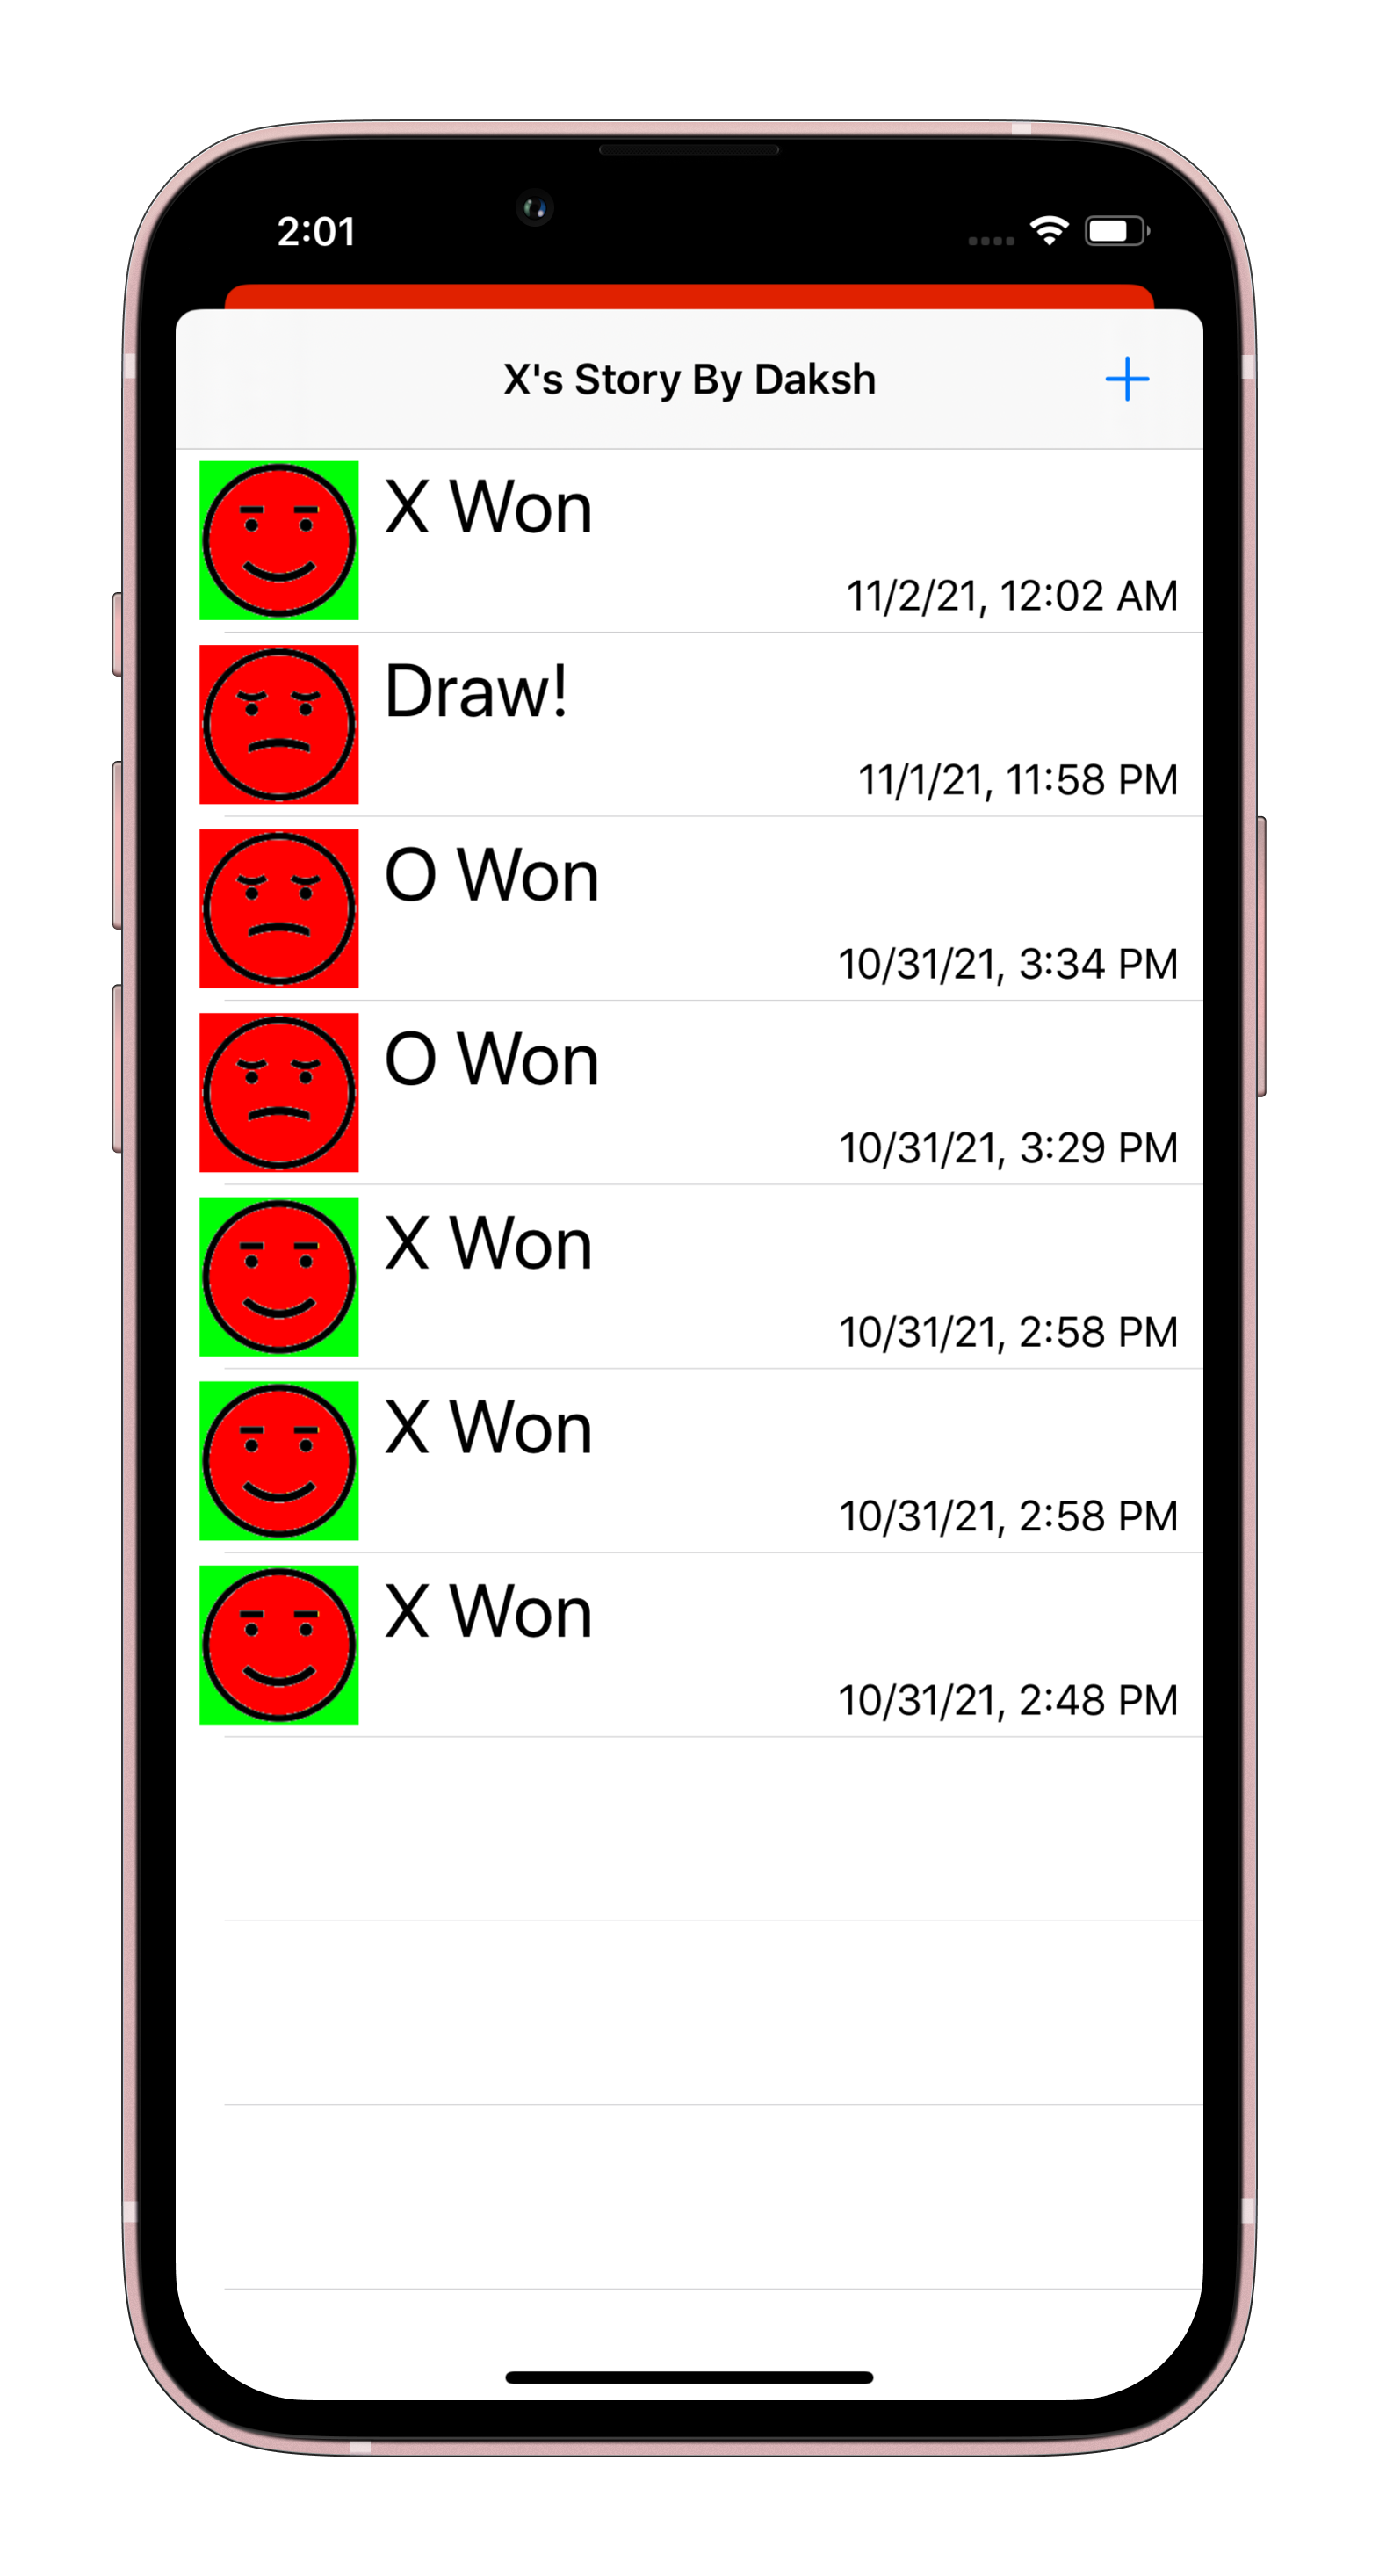 2:01
X's Story By Daksh
X Won
11/2/21, 12:02 AM
Draw!
11/1/21, 11:58 PM
O Won
10/31/21, 3:34 PM
O Won
10/31/21, 3:29 PM
X Won
10/31/21, 2:58 PM
X Won
10/31/21, 2:58 PM
X Won
10/31/21, 2:48 PM